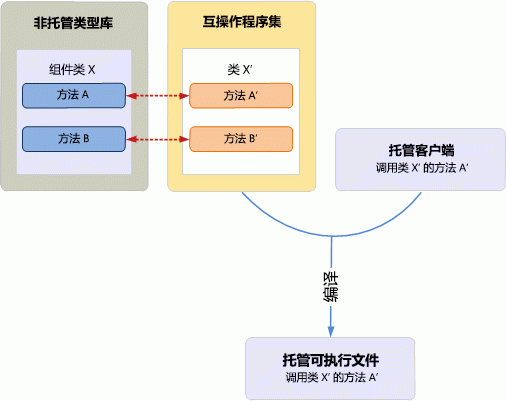 非托管类型库
组件类 X
方法 A
方法 B
互操作程序集
类 X′
方法 A′
方法 B′
托管客户端
调用类 X′ 的方法 A′
编译
托管可执行文件
调用类 X′ 的方法 A′